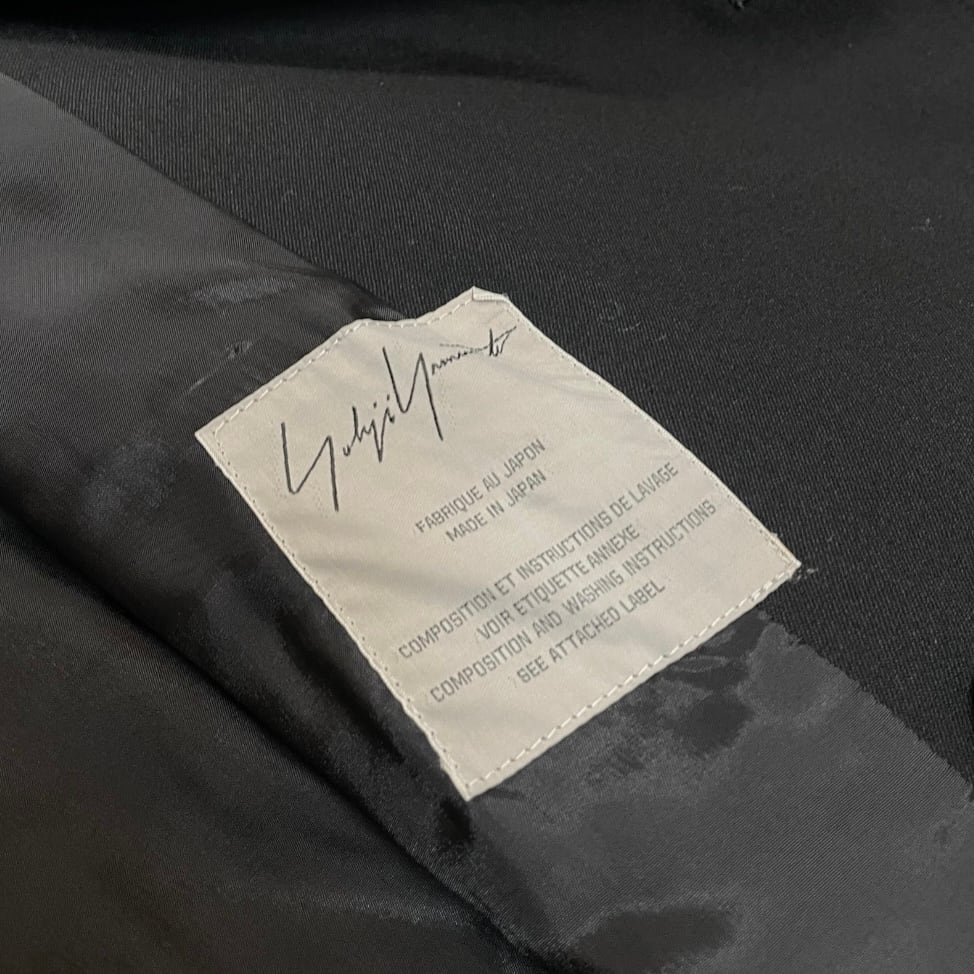 Yohji Yamamoto
FABRIQUE AU JAPON
MADE IN JAPAN
COMPOSITION ET INSTRUCTIONS DE LAVAGE
VOIR ETIQUETTE ANNEXE
COMPOSITION AND WASHING INSTRUCTIONS
SEE ATTACHED LABEL